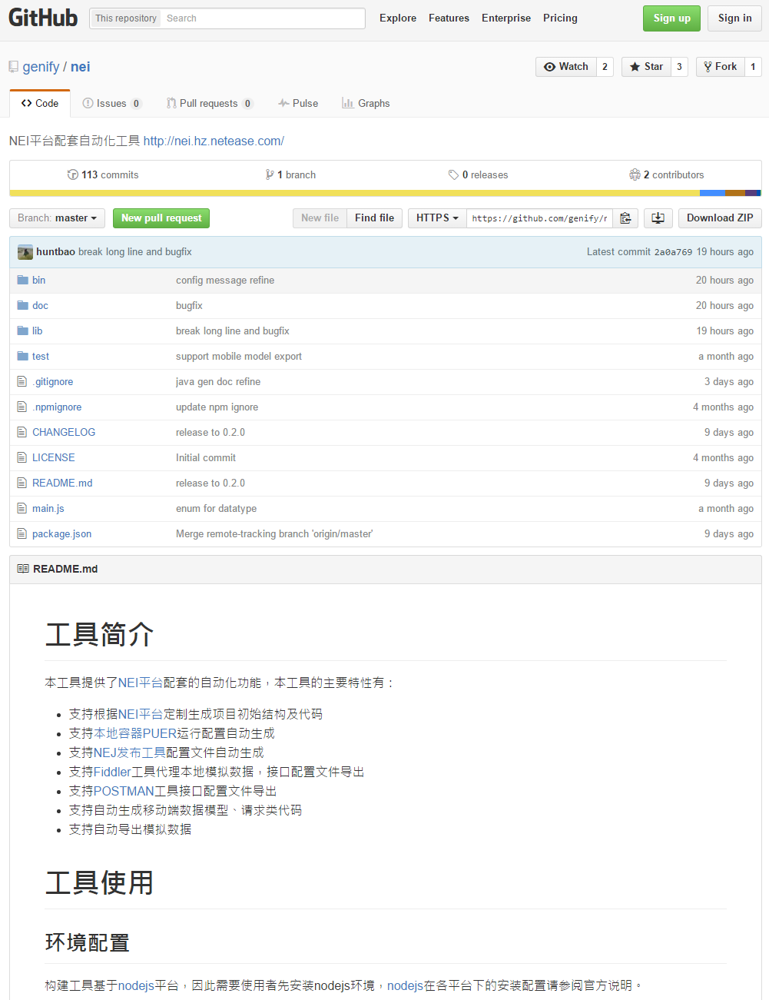 GitHub This repository Search Explore Features Enterprise Pricing Sign up Sign in
genify / nei Watch 2 Star 3 Fork 1
Code Issues 0 Pull requests 0 Pulse Graphs
NEI平台配套自动化工具 http://nei.hz.netease.com/
113 commits 1 branch 0 releases 2 contributors
Branch: master New pull request New file Find file HTTPS https://github.com/genify/r Download ZIP
huntbao break long line and bugfix Latest commit 2a0a769 19 hours ago
bin config message refine 20 hours ago
doc bugfix 20 hours ago
lib break long line and bugfix 19 hours ago
test support mobile model export a month ago
.gitignore java gen doc refine 3 days ago
.npmignore update npm ignore 4 months ago
CHANGELOG release to 0.2.0 9 days ago
LICENSE Initial commit 4 months ago
README.md release to 0.2.0 9 days ago
main.js enum for datatype a month ago
package.json Merge remote-tracking branch 'origin/master' 9 days ago
README.md
工具简介
本工具提供了NEI平台配套的自动化功能，本工具的主要特性有：
• 支持根据NEI平台定制生成项目初始结构及代码
• 支持本地容器PUER运行配置自动生成
• 支持NEJ发布工具配置文件自动生成
• 支持Fiddler工具代理本地模拟数据，接口配置文件导出
• 支持POSTMAN工具接口配置文件导出
• 支持自动生成移动端数据模型、请求类代码
• 支持自动导出模拟数据
工具使用
环境配置
构建工具基于nodejs平台，因此需要使用者先安装nodejs环境，nodejs在各平台下的安装配置请参阅官方说明。